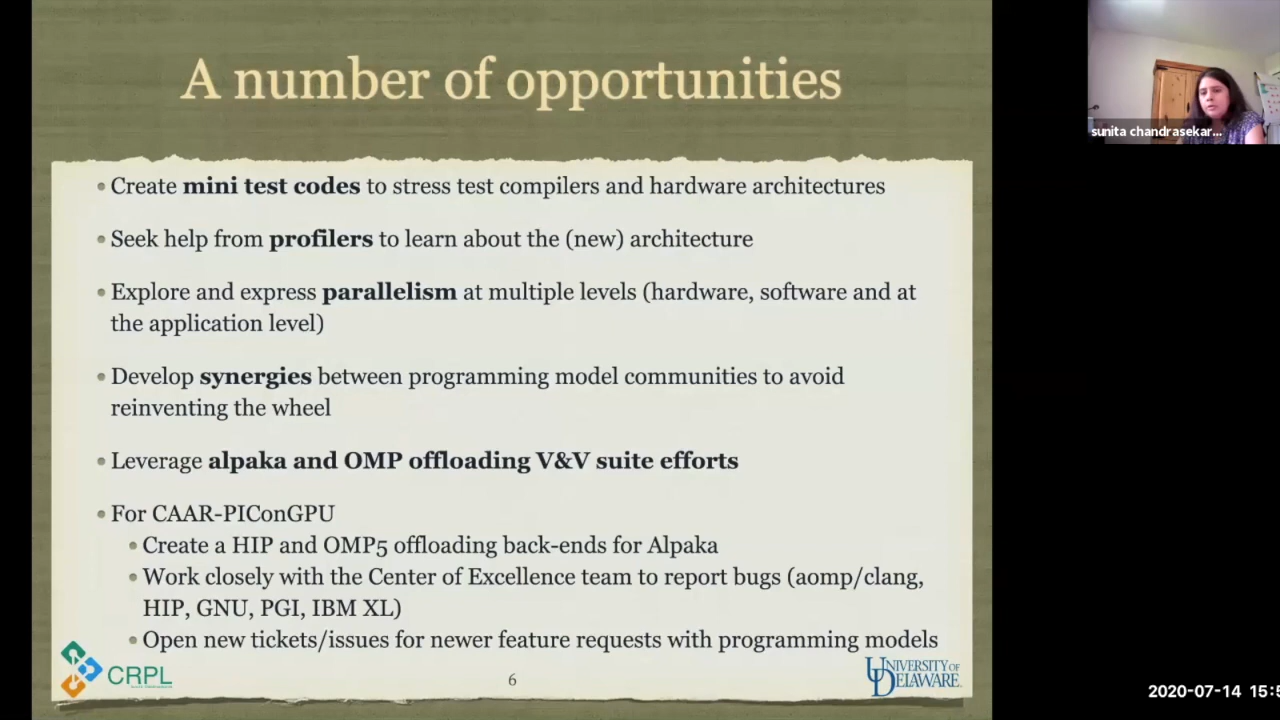 A number of opportunities
sunita chandrasekar...
• Create mini test codes to stress test compilers and hardware architectures
• Seek help from profilers to learn about the (new) architecture
• Explore and express parallelism at multiple levels (hardware, software and at
the application level)
• Develop synergies between programming model communities to avoid
reinventing the wheel
• Leverage alpaka and OMP offloading V&V suite efforts
• For CAAR-PIConGPU
• Create a HIP and OMP5 offloading back-ends for Alpaka
• Work closely with the Center of Excellence team to report bugs (aomp/clang,
HIP, GNU, PGI, IBM XL)
• Open new tickets/issues for newer feature requests with programming models
CRPL
6
UNIVERSITY OF
DELAWARE
2020-07-14 15:5